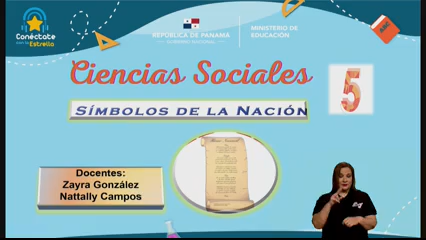 Conéctate
con la
Estrella
REPÚBLICA DE PANAMÁ
GOBIERNO NACIONAL
MINISTERIO DE
EDUCACIÓN
ABC
Ciencias Sociales
5
SÍMBOLOS DE LA NACIÓN
Docentes:
Zayra González
Nattally Campos